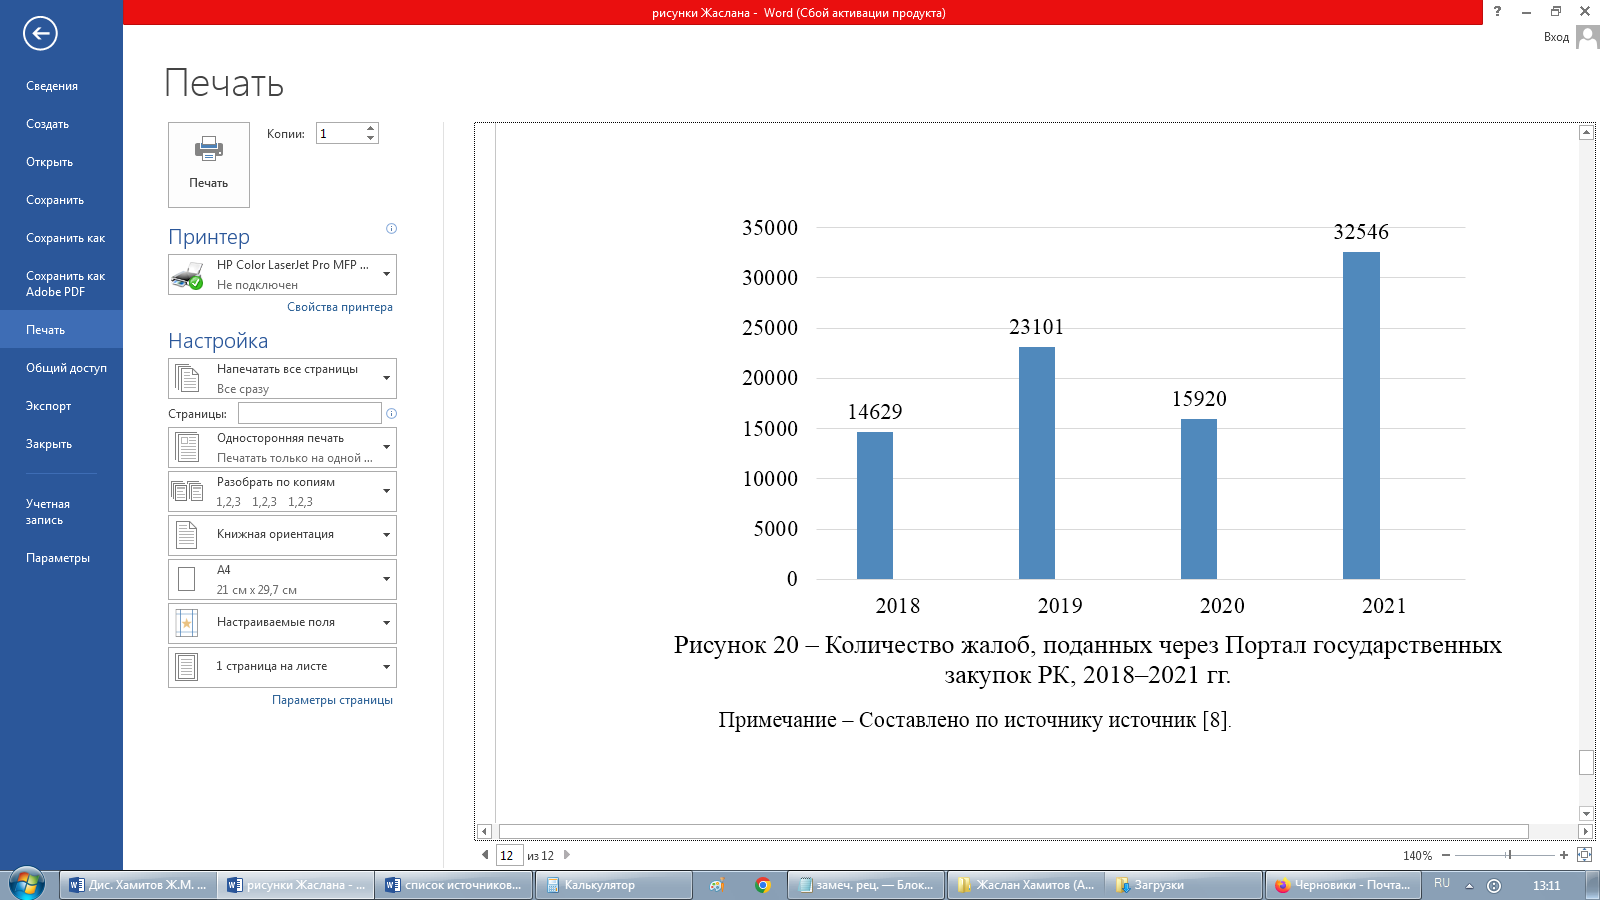 рисунки Жаслана - Word (Сбой активации продукта)
?
Вход
Сведения
Создать
Открыть
Сохранить
Сохранить как
Сохранить как
Adobe PDF
Печать
Общий доступ
Экспорт
Закрыть
Учетная
запись
Параметры
Печать
Печать
Копии: 1
Принтер
HP Color LaserJet Pro MFP ...
Не подключен
Свойства принтера
Настройка
Напечатать все страницы
Все сразу
Страницы:
Односторонняя печать
Печатать только на одной ...
Разобрать по копиям
1,2,3 1,2,3 1,2,3
Книжная ориентация
A4
21 см x 29,7 см
Настраиваемые поля
1 страница на листе
Параметры страницы
35000
30000
25000
20000
15000
10000
5000
0
14629
23101
15920
32546
2018 2019 2020 2021
Рисунок 20 – Количество жалоб, поданных через Портал государственных
закупок РК, 2018–2021 гг.
Примечание – Составлено по источнику источник [8].
12 из 12
140%
Дис. Хамитов Ж.М. ...
рисунки Жаслана - ...
список источников...
Калькулятор
замеч. рец. — Блок...
Жаслан Хамитов (А...
Загрузки
Черновики - Почта...
RU
13:11